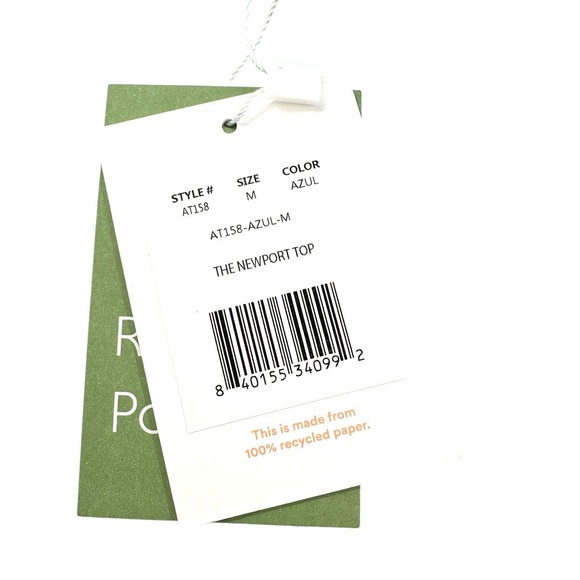 STYLE # SIZE COLOR
AT158 M AZUL
AT158-AZUL-M
THE NEWPORT TOP
8 40155 34099 2
This is made from
100% recycled paper.